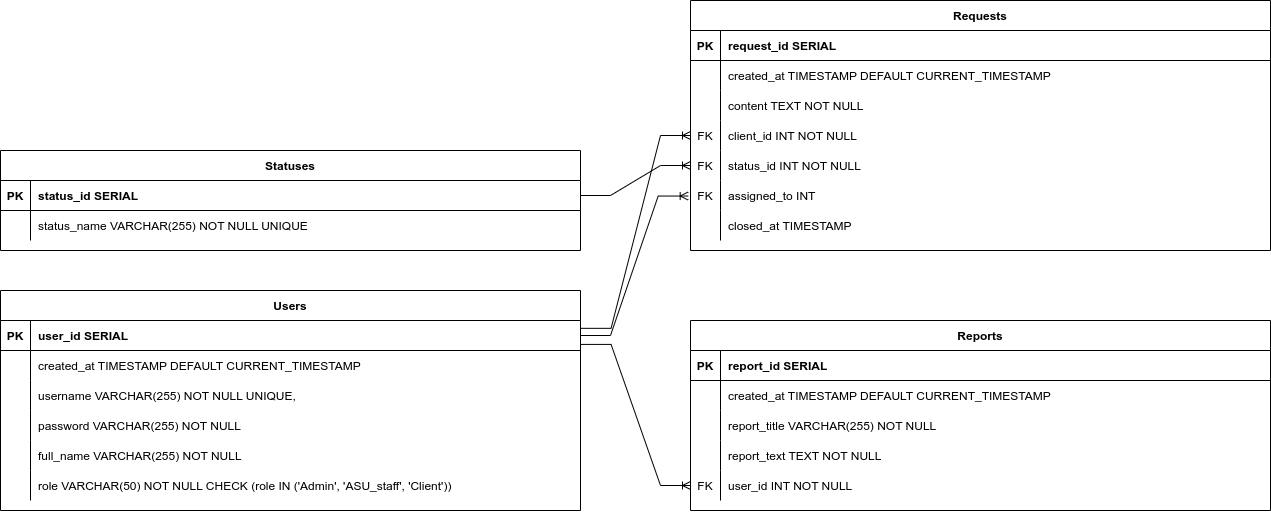 Requests
PK request_id SERIAL
created_at TIMESTAMP DEFAULT CURRENT_TIMESTAMP
content TEXT NOT NULL
FK client_id INT NOT NULL
FK status_id INT NOT NULL
FK assigned_to INT
closed_at TIMESTAMP
Statuses
PK status_id SERIAL
status_name VARCHAR(255) NOT NULL UNIQUE
Users
PK user_id SERIAL
created_at TIMESTAMP DEFAULT CURRENT_TIMESTAMP
username VARCHAR(255) NOT NULL UNIQUE,
password VARCHAR(255) NOT NULL
full_name VARCHAR(255) NOT NULL
role VARCHAR(50) NOT NULL CHECK (role IN ('Admin', 'ASU_staff', 'Client'))
Reports
PK report_id SERIAL
created_at TIMESTAMP DEFAULT CURRENT_TIMESTAMP
report_title VARCHAR(255) NOT NULL
report_text TEXT NOT NULL
FK user_id INT NOT NULL